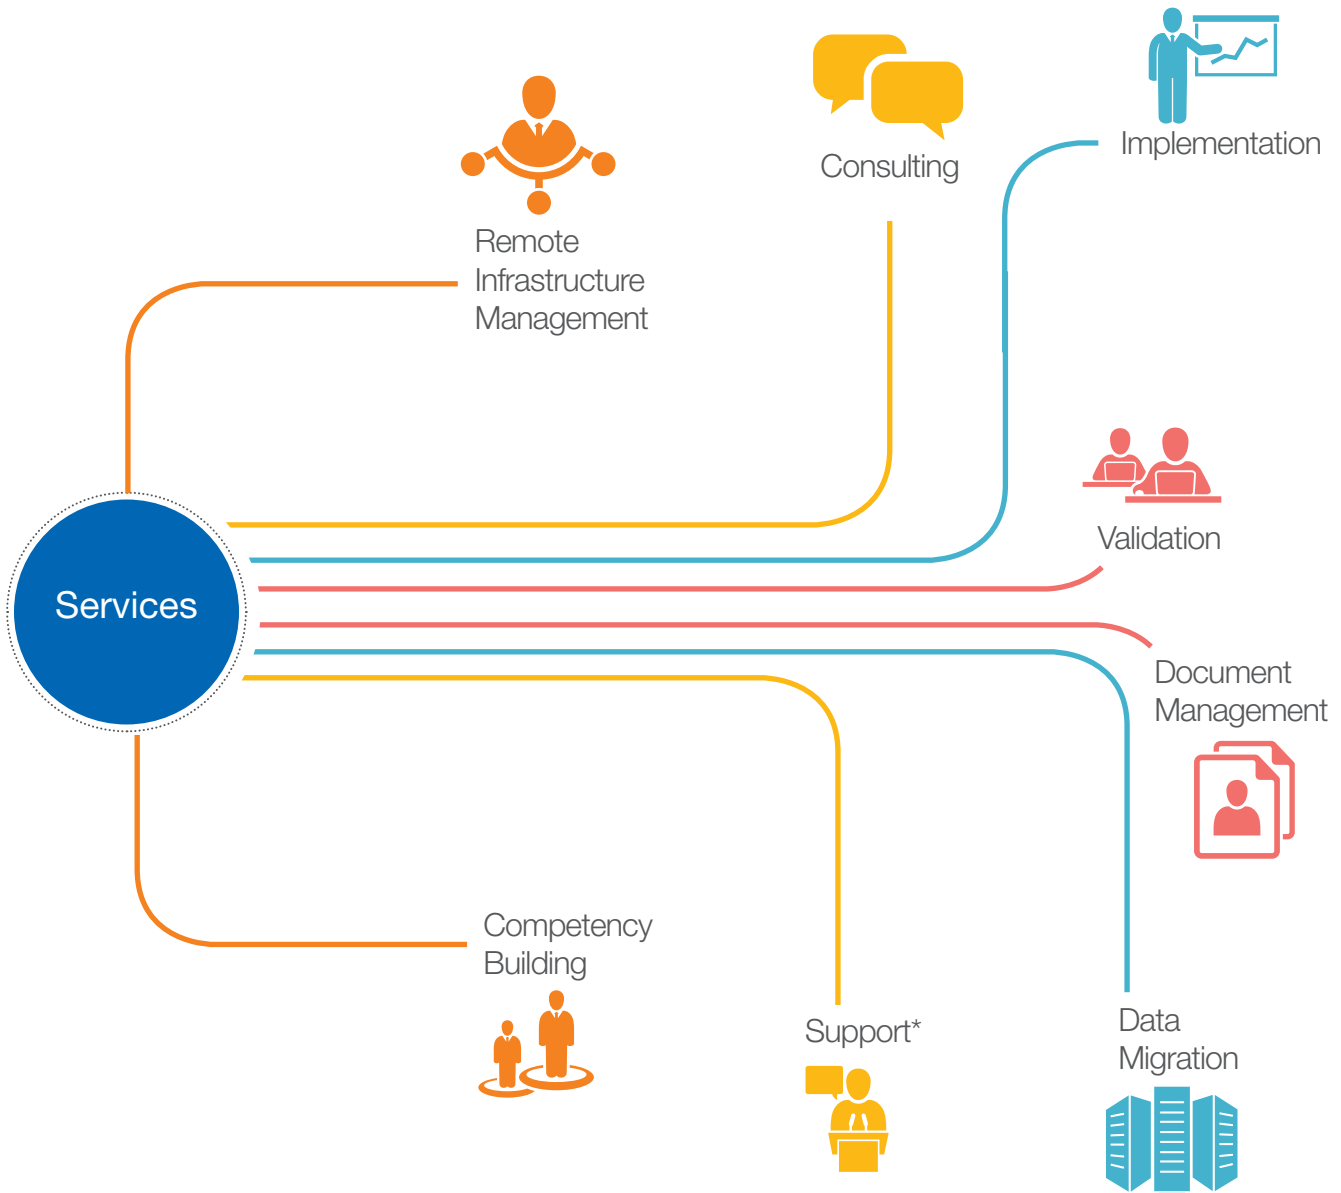 Implementation
Consulting
Remote
Infrastructure
Management
Validation
Services
Document
Management
Competency
Building
Support*
Data
Migration